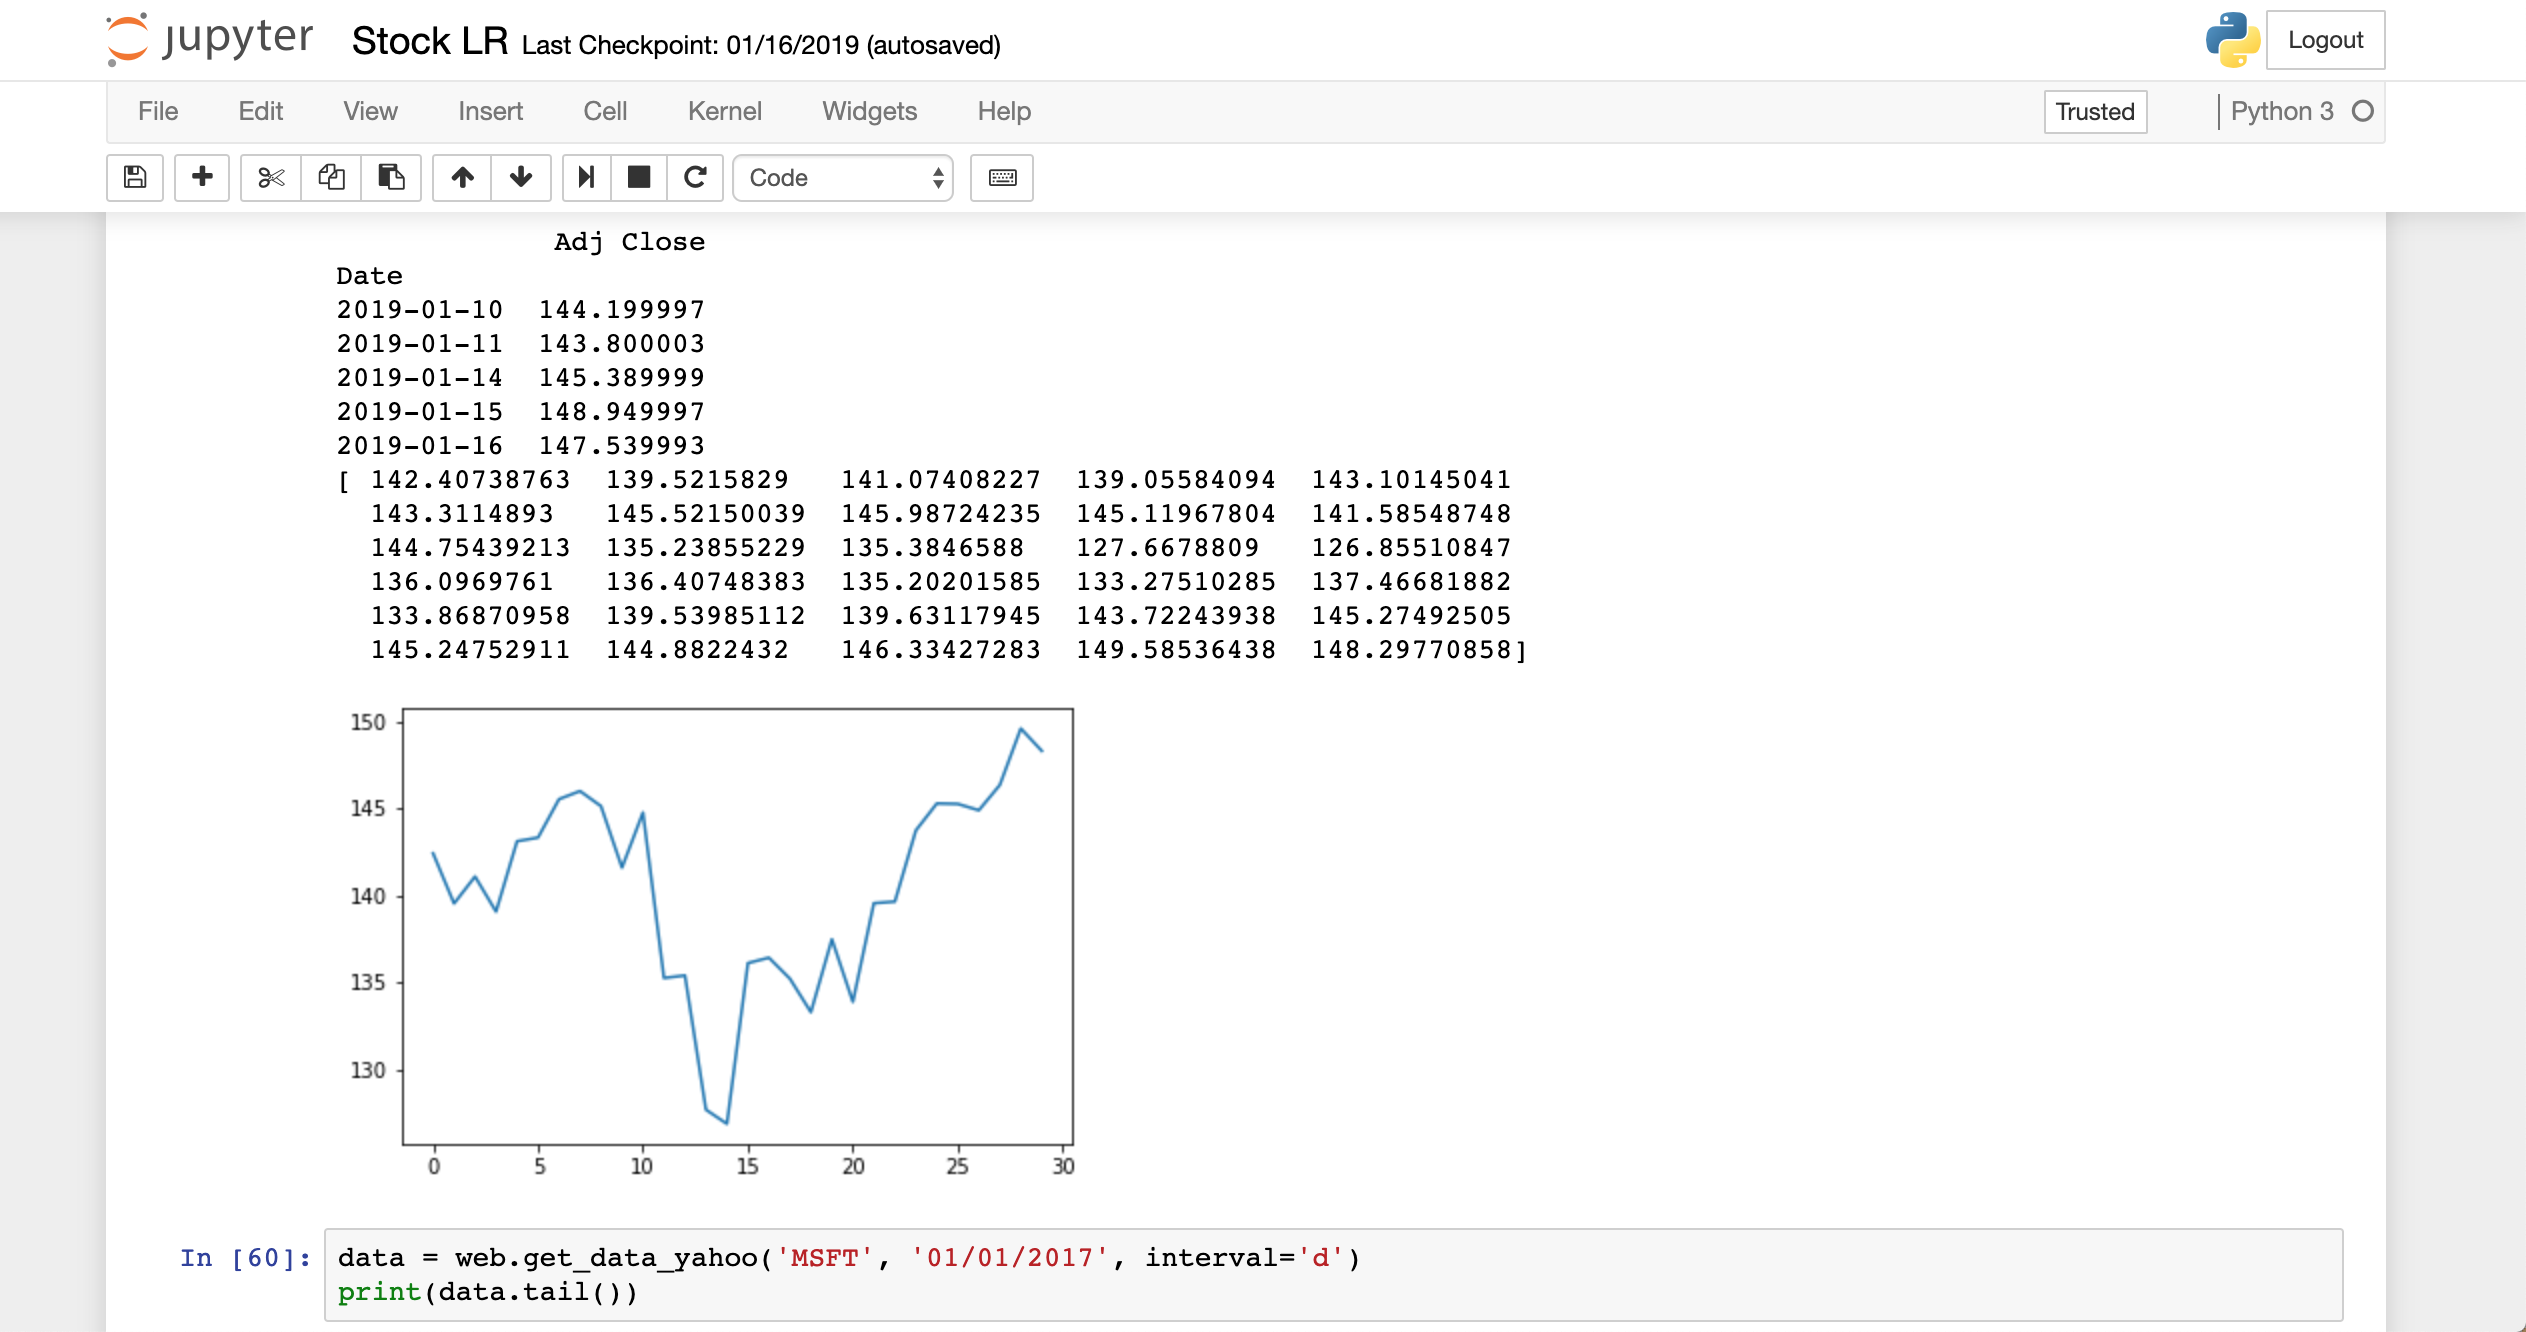 jupyter Stock LR Last Checkpoint: 01/16/2019 (autosaved) Logout
File Edit View Insert Cell Kernel Widgets Help Trusted Python 3
Code
Adj Close
Date
2019-01-10 144.199997
2019-01-11 143.800003
2019-01-14 145.389999
2019-01-15 148.949997
2019-01-16 147.539993
[ 142.40738763 139.5215829 141.07408227 139.05584094 143.10145041
143.3114893 145.52150039 145.98724235 145.11967804 141.58548748
144.75439213 135.23855229 135.3846588 127.6678809 126.85510847
136.0969761 136.40748383 135.20201585 133.27510285 137.46681882
133.86870958 139.53985112 139.63117945 143.72243938 145.27492505
145.24752911 144.8822432 146.33427283 149.58536438 148.29770858]
150
145
140
135
130
0 5 10 15 20 25 30
In [60]: data = web.get_data_yahoo('MSFT', '01/01/2017', interval='d')
print(data.tail())